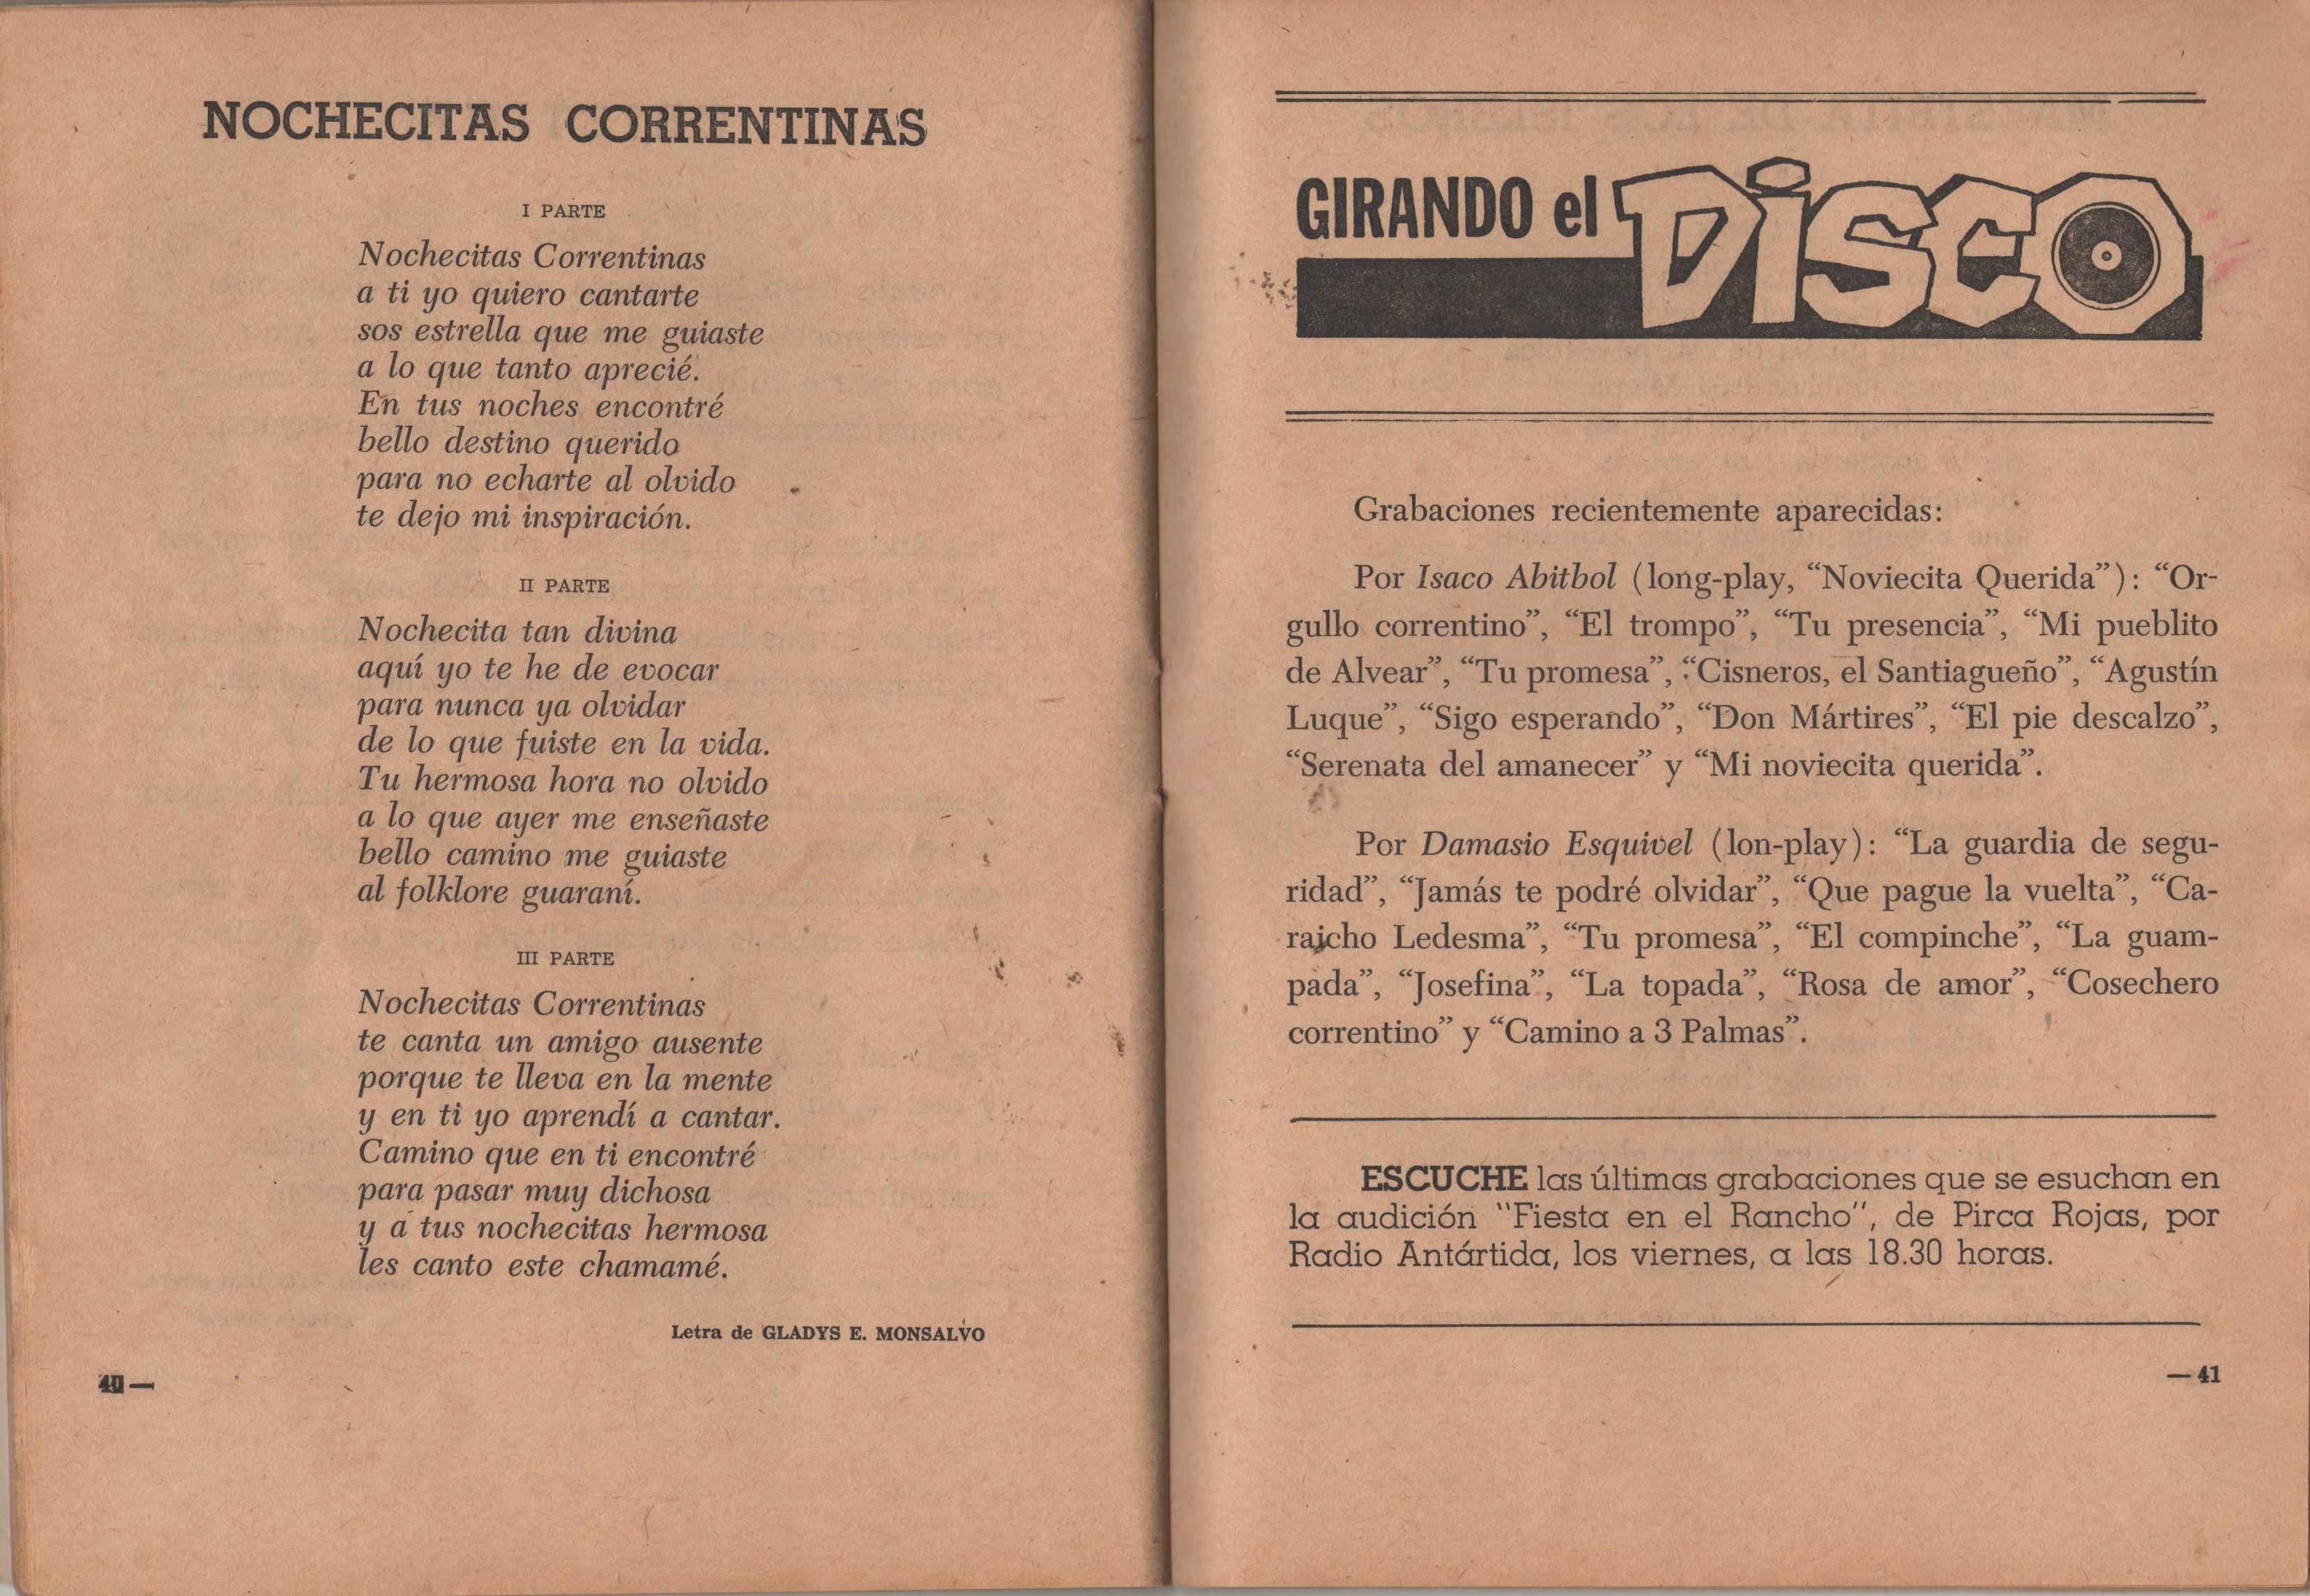 NOCHECITAS CORRENTINAS
I PARTE
Nochecitas Correntinas
a ti yo quiero cantarte
sos estrella que me guiaste
a lo que tanto aprecié.
En tus noches encontré
bello destino querido
para no echarte al olvido
te dejo mi inspiración.
II PARTE
Nochecita tan divina
aquí yo te he de evocar
para nunca ya olvidar
de lo que fuiste en la vida.
Tu hermosa hora no olvido
a lo que ayer me enseñaste
bello camino me guiaste
al folklore guaraní.
III PARTE
Nochecitas Correntinas
te canta un amigo ausente
porque te lleva en la mente
y en ti yo aprendí a cantar.
Camino que en ti encontré
para pasar muy dichosa
y a tus nochecitas hermosa
les canto este chamamé.
Letra de GLADYS E. MONSALVO
40 —
GIRANDO el DiSCO
Grabaciones recientemente aparecidas:
Por Isaco Abitbol (long-play, “Noviecita Querida”): “Or-
gullo correntino”, “El trompo”, “Tu presencia”, “Mi pueblito
de Alvear”, “Tu promesa”, “Cisneros, el Santiagueño”, “Agustín
Luque”, “Sigo esperando”, “Don Mártires”, “El pie descalzo”,
“Serenata del amanecer” y “Mi noviecita querida”.
Por Damasio Esquivel (lon-play): “La guardia de segu-
ridad”, “Jamás te podré olvidar”, “Que pague la vuelta”, “Ca-
raicho Ledesma”, “Tu promesa”, “El compinche”, “La guam-
pada”, “Josefina”, “La topada”, “Rosa de amor”, “Cosechero
correntino” y “Camino a 3 Palmas”.
ESCUCHE las últimas grabaciones que se esuchan en
la audición "Fiesta en el Rancho", de Pirca Rojas, por
Radio Antártida, los viernes, a las 18.30 horas.
— 41